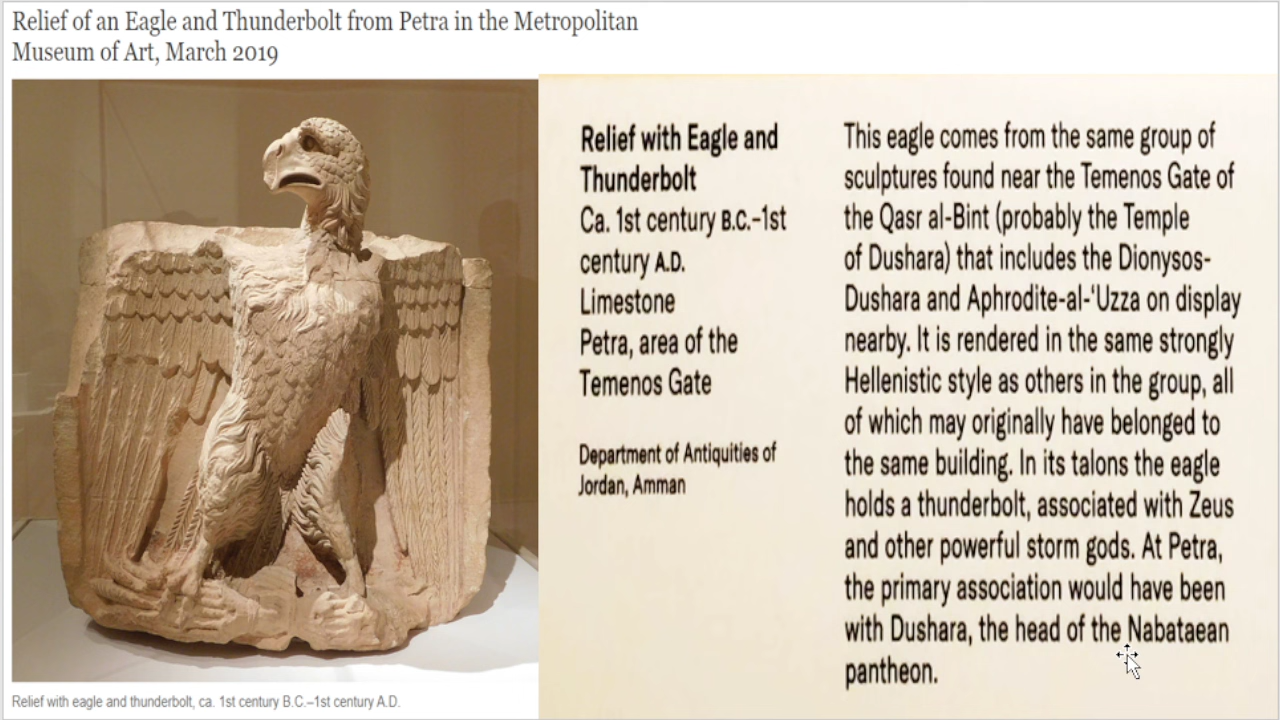 Relief of an Eagle and Thunderbolt from Petra in the Metropolitan
Museum of Art, March 2019
Relief with eagle and thunderbolt, ca. 1st century B.C.–1st century A.D.
Relief with Eagle and
Thunderbolt
Ca. 1st century B.C.–1st
century A.D.
Limestone
Petra, area of the
Temenos Gate
Department of Antiquities of
Jordan, Amman
This eagle comes from the same group of
sculptures found near the Temenos Gate of
the Qasr al-Bint (probably the Temple
of Dushara) that includes the Dionysos-
Dushara and Aphrodite-al-‘Uzza on display
nearby. It is rendered in the same strongly
Hellenistic style as others in the group, all
of which may originally have belonged to
the same building. In its talons the eagle
holds a thunderbolt, associated with Zeus
and other powerful storm gods. At Petra,
the primary association would have been
with Dushara, the head of the Nabataean
pantheon.